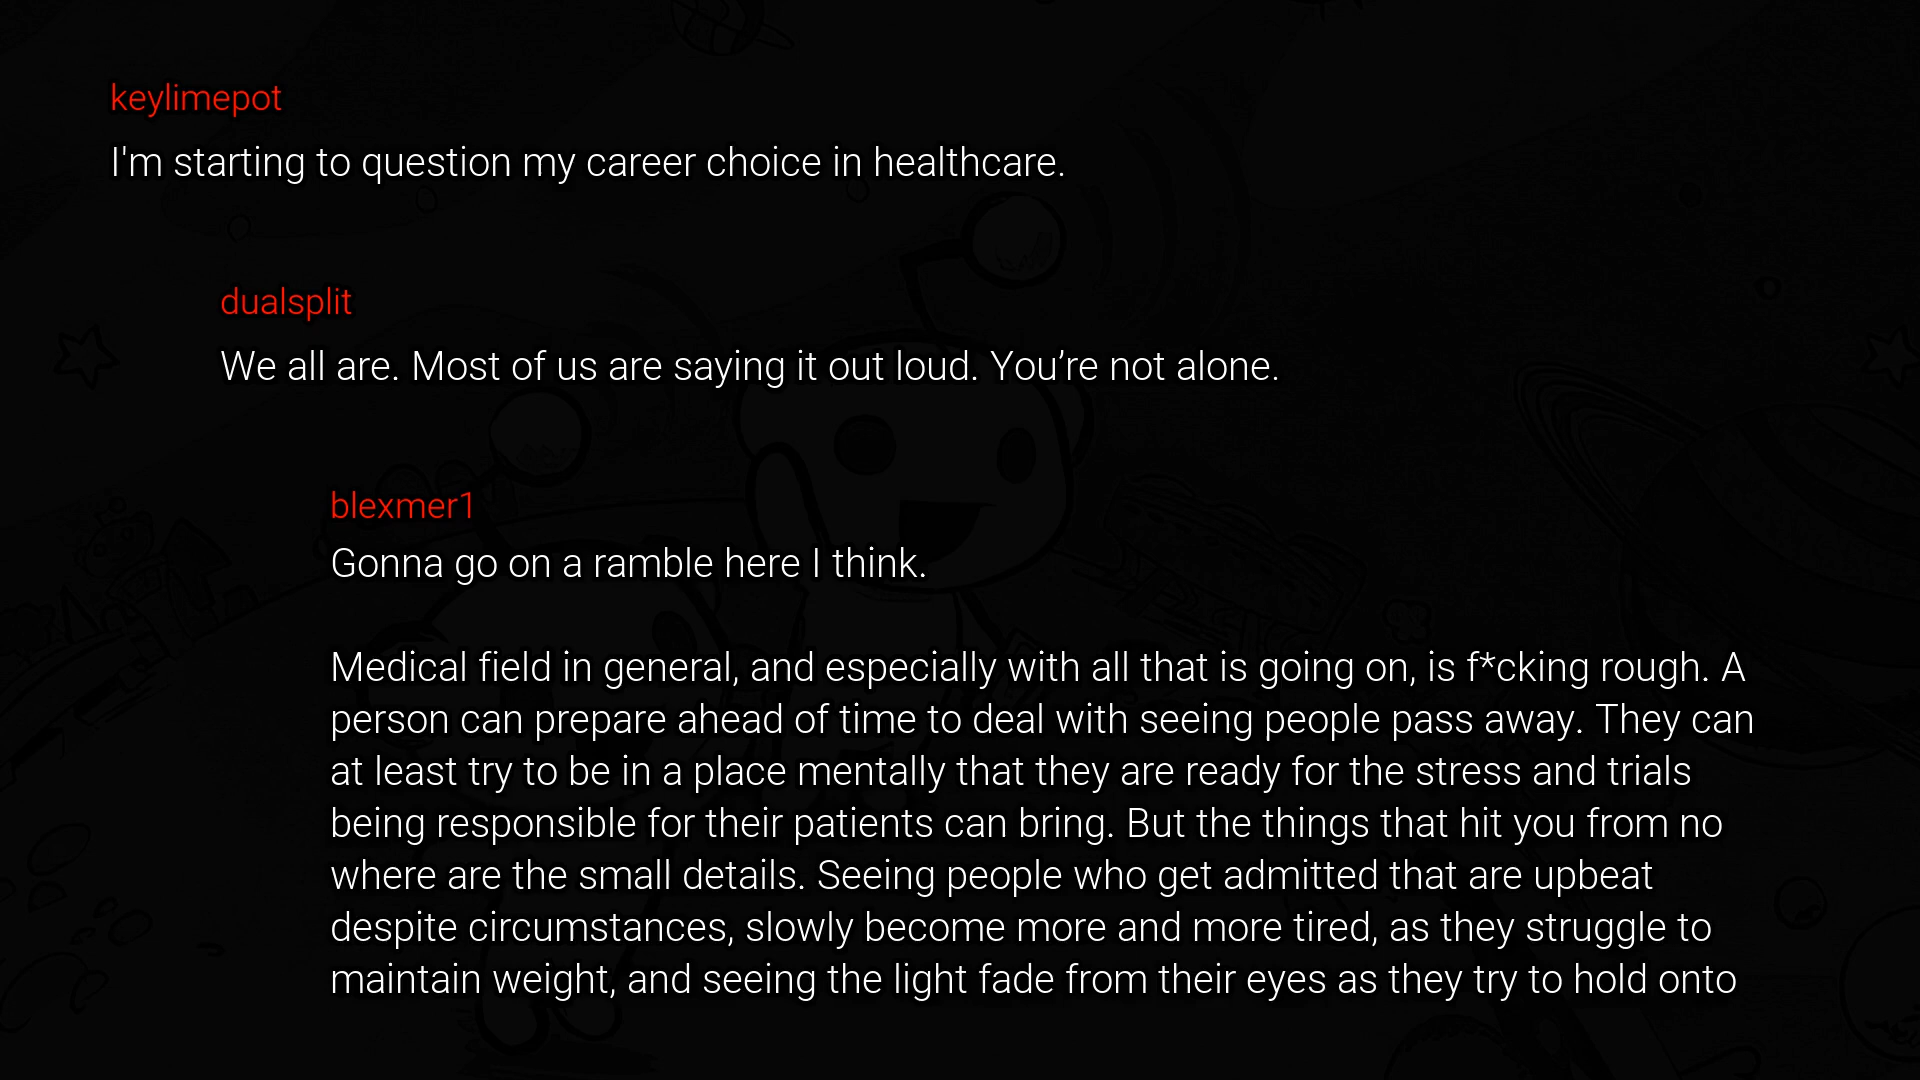 keylimepot
I'm starting to question my career choice in healthcare.
dualsplit
We all are. Most of us are saying it out loud. You’re not alone.
blexmer1
Gonna go on a ramble here I think.
Medical field in general, and especially with all that is going on, is f*cking rough. A
person can prepare ahead of time to deal with seeing people pass away. They can
at least try to be in a place mentally that they are ready for the stress and trials
being responsible for their patients can bring. But the things that hit you from no
where are the small details. Seeing people who get admitted that are upbeat
despite circumstances, slowly become more and more tired, as they struggle to
maintain weight, and seeing the light fade from their eyes as they try to hold onto